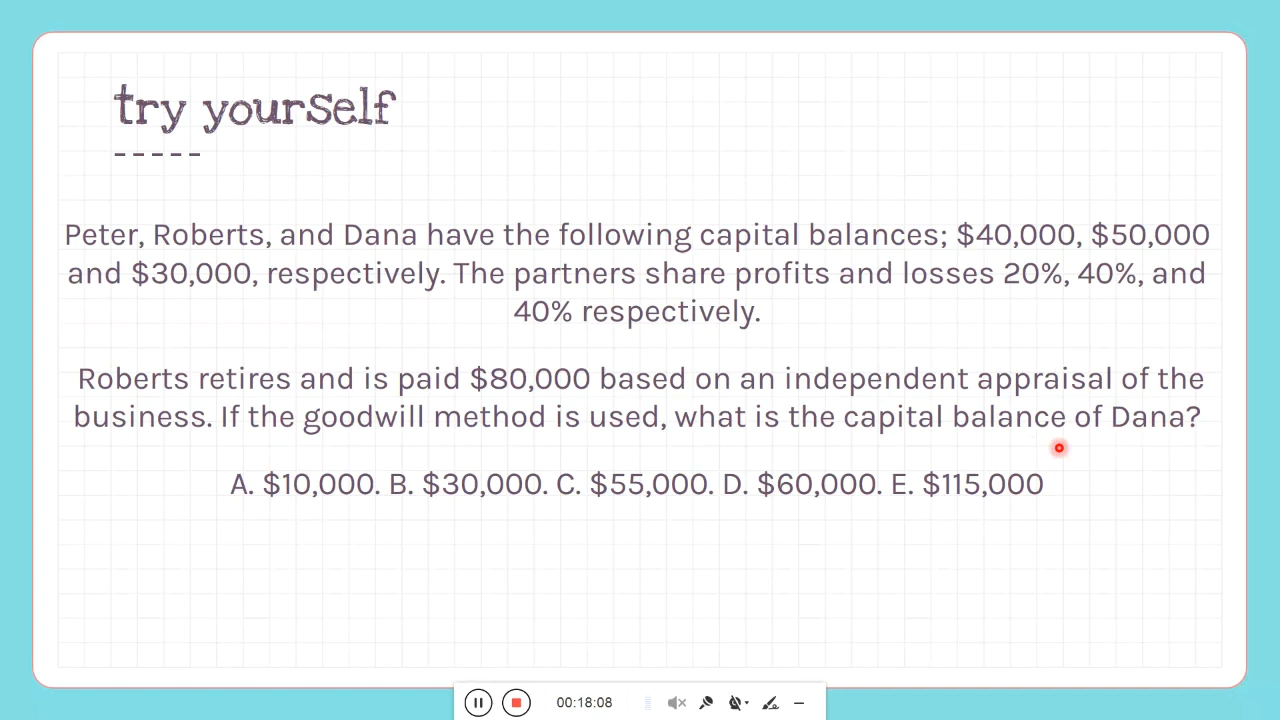 try yourself
-----
Peter, Roberts, and Dana have the following capital balances; $40,000, $50,000
and $30,000, respectively. The partners share profits and losses 20%, 40%, and
40% respectively.
Roberts retires and is paid $80,000 based on an independent appraisal of the
business. If the goodwill method is used, what is the capital balance of Dana?
A. $10,000. B. $30,000. C. $55,000. D. $60,000. E. $115,000
00:18:08